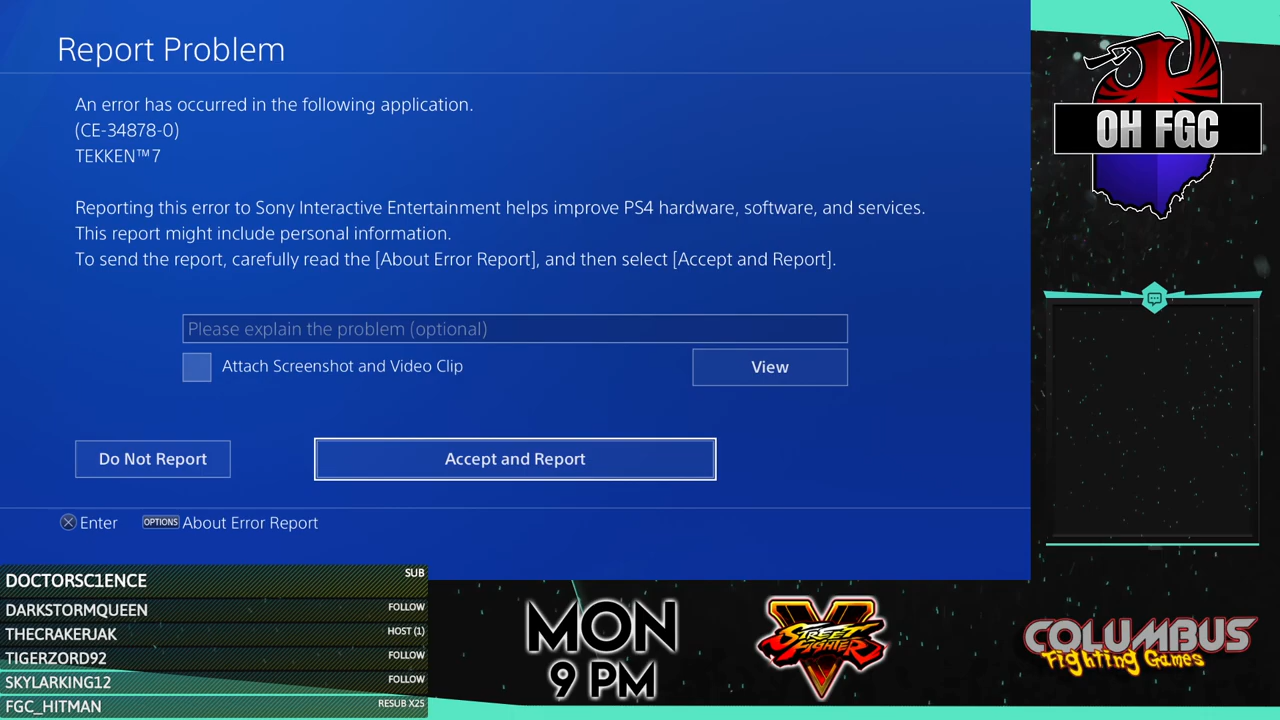 Report Problem
An error has occurred in the following application.
(CE-34878-0)
TEKKEN™7
Reporting this error to Sony Interactive Entertainment helps improve PS4 hardware, software, and services.
This report might include personal information.
To send the report, carefully read the [About Error Report], and then select [Accept and Report].
Please explain the problem (optional)
Attach Screenshot and Video Clip
View
Do Not Report
Accept and Report
Enter
OPTIONS About Error Report
OH FGC
DOCTORSC1ENCE SUB
DARKSTORMQUEEN FOLLOW
THECRAKERJAK HOST (1)
TIGERZORD92 FOLLOW
SKYLARKING12 FOLLOW
FGC_HITMAN RESUB X25
MON
9 PM
V
STREET
FIGHTER
COLUMBUS
Fighting Games